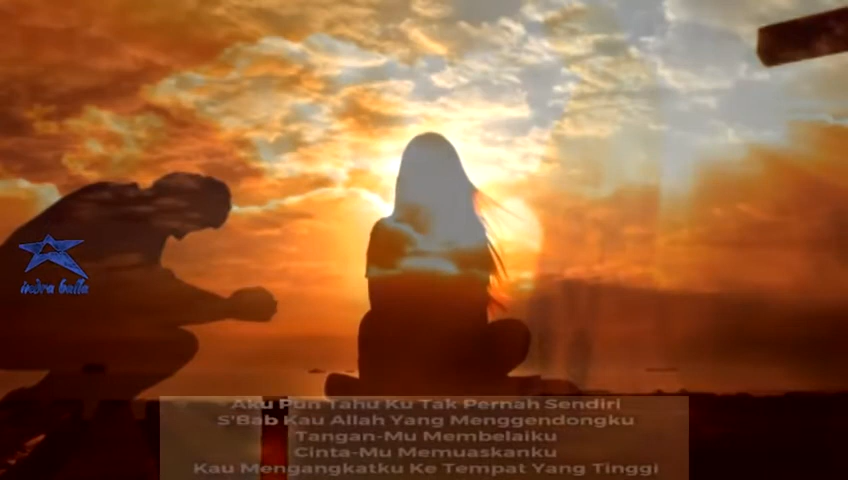 indra balla
Aku Pun Tahu Ku Tak Pernah Sendiri
S'Bab Kau Allah Yang Menggendongku
Tangan-Mu Membelaiku
Cinta-Mu Memuaskanku
Kau Mengangkatku Ke Tempat Yang Tinggi